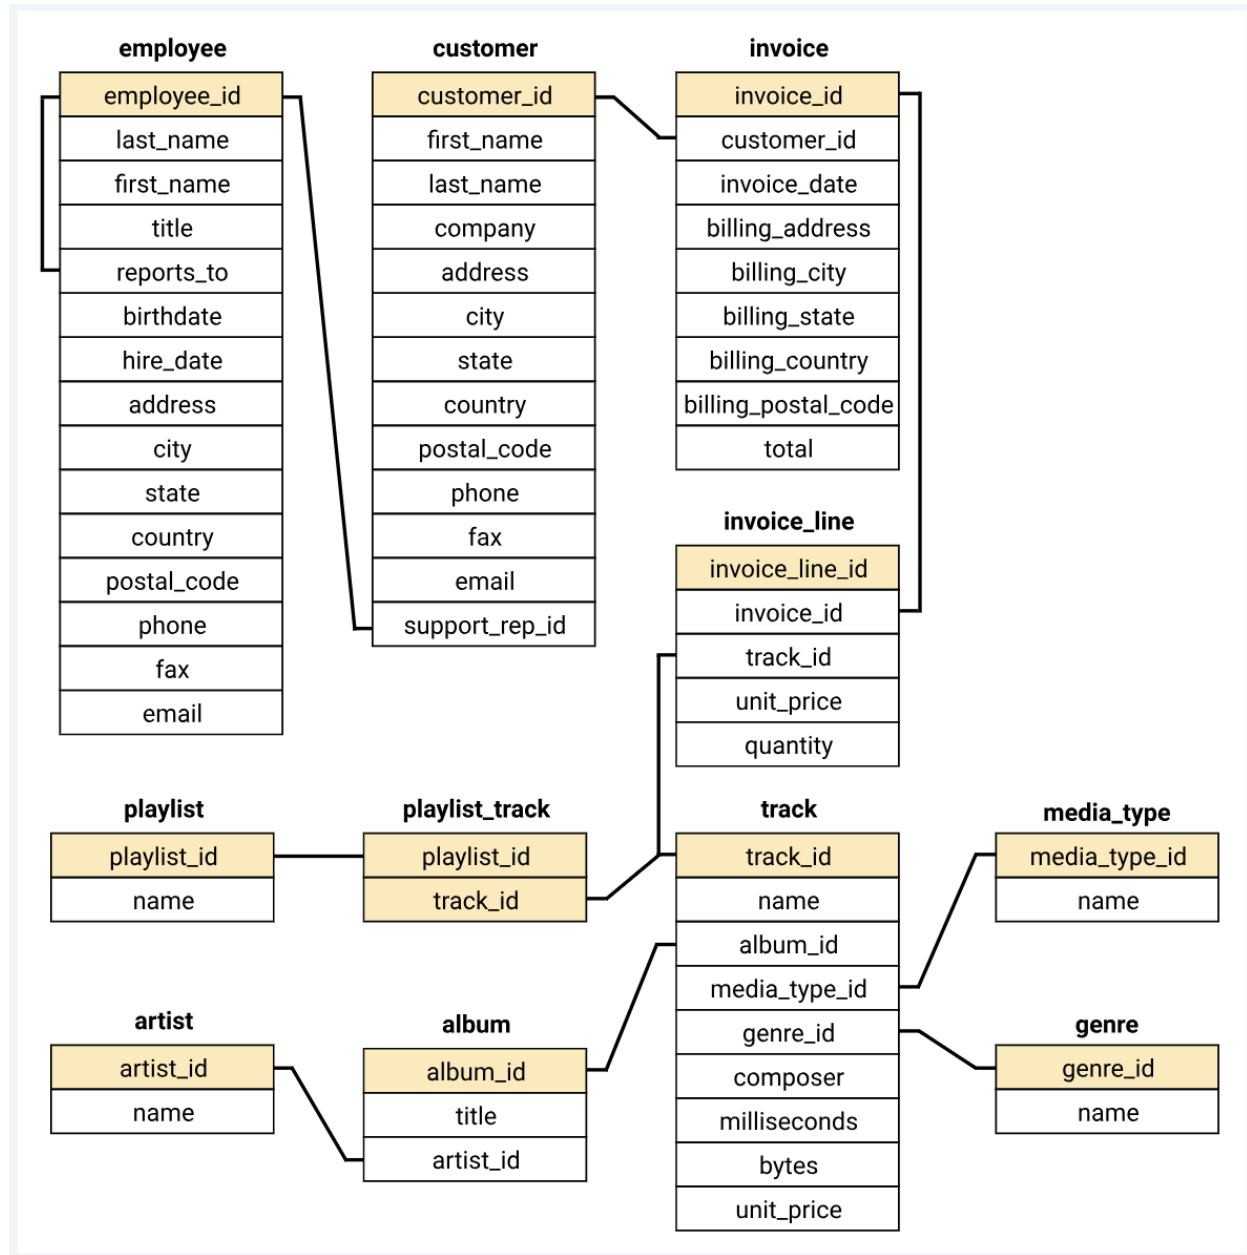 employee
employee_id
last_name
first_name
title
reports_to
birthdate
hire_date
address
city
state
country
postal_code
phone
fax
email
customer
customer_id
first_name
last_name
company
address
city
state
country
postal_code
phone
fax
email
support_rep_id
invoice
invoice_id
customer_id
invoice_date
billing_address
billing_city
billing_state
billing_country
billing_postal_code
total
invoice_line
invoice_line_id
invoice_id
track_id
unit_price
quantity
playlist
playlist_id
name
playlist_track
playlist_id
track_id
track
track_id
name
album_id
media_type_id
genre_id
composer
milliseconds
bytes
unit_price
media_type
media_type_id
name
artist
artist_id
name
album
album_id
title
artist_id
genre
genre_id
name